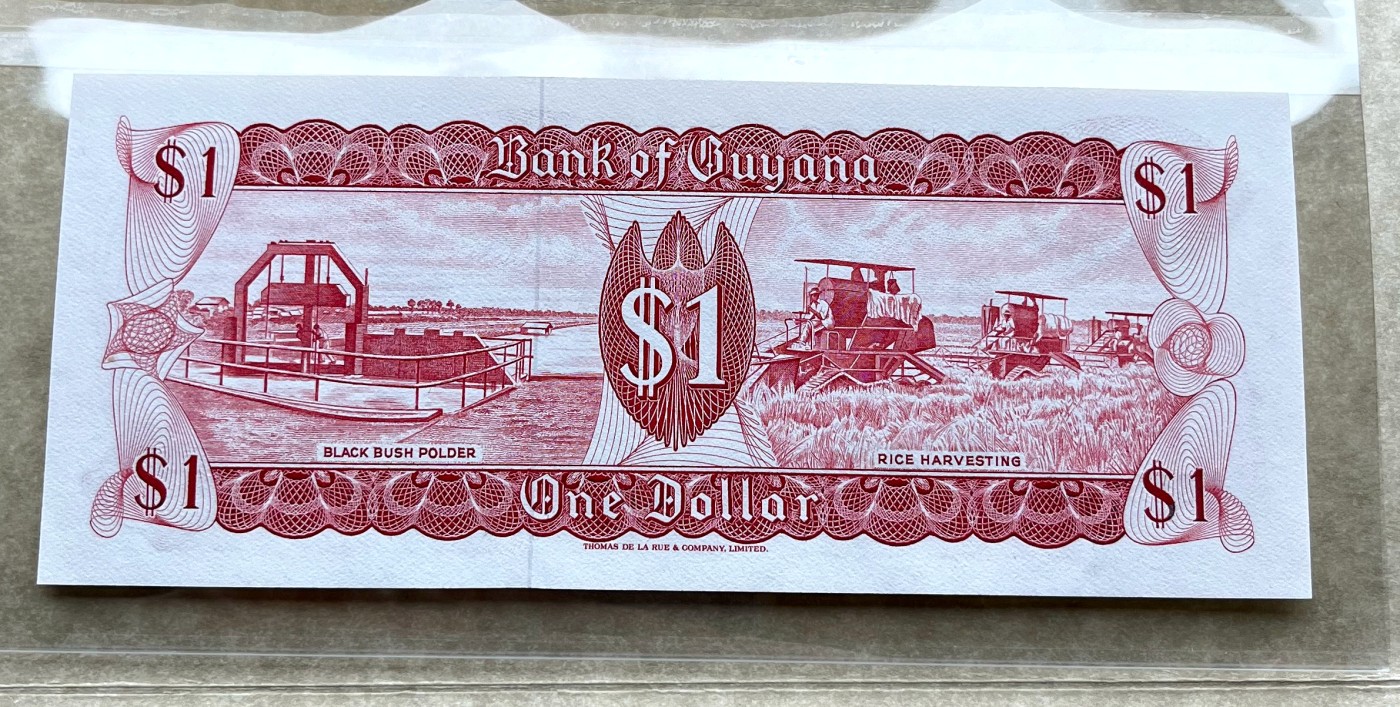 Bank of Guyana
$1
$1
$1
BLACK BUSH POLDER
RICE HARVESTING
$1
One Dollar
$1
THOMAS DE LA RUE & COMPANY, LIMITED.